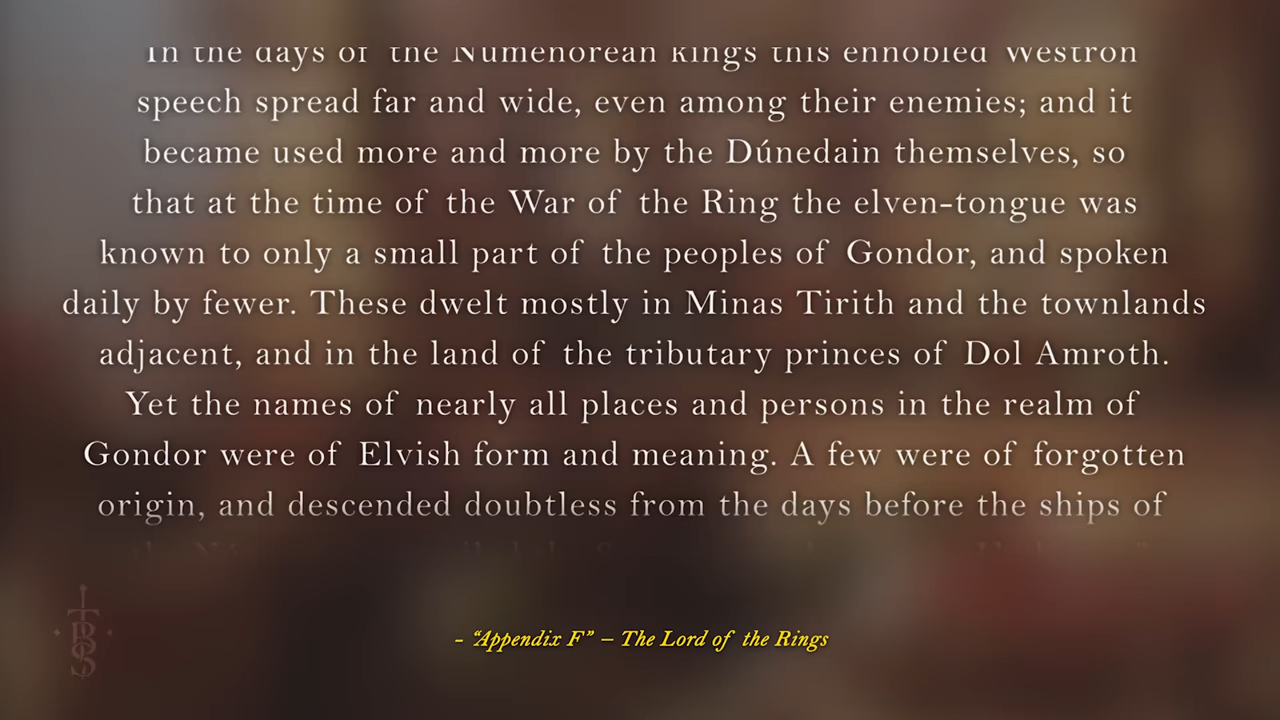 In the days of the Númenorean kings this ennobled Westron
speech spread far and wide, even among their enemies; and it
became used more and more by the Dúnedain themselves, so
that at the time of the War of the Ring the elven-tongue was
known to only a small part of the peoples of Gondor, and spoken
daily by fewer. These dwelt mostly in Minas Tirith and the townlands
adjacent, and in the land of the tributary princes of Dol Amroth.
Yet the names of nearly all places and persons in the realm of
Gondor were of Elvish form and meaning. A few were of forgotten
origin, and descended doubtless from the days before the ships of
- “Appendix F” – The Lord of the Rings